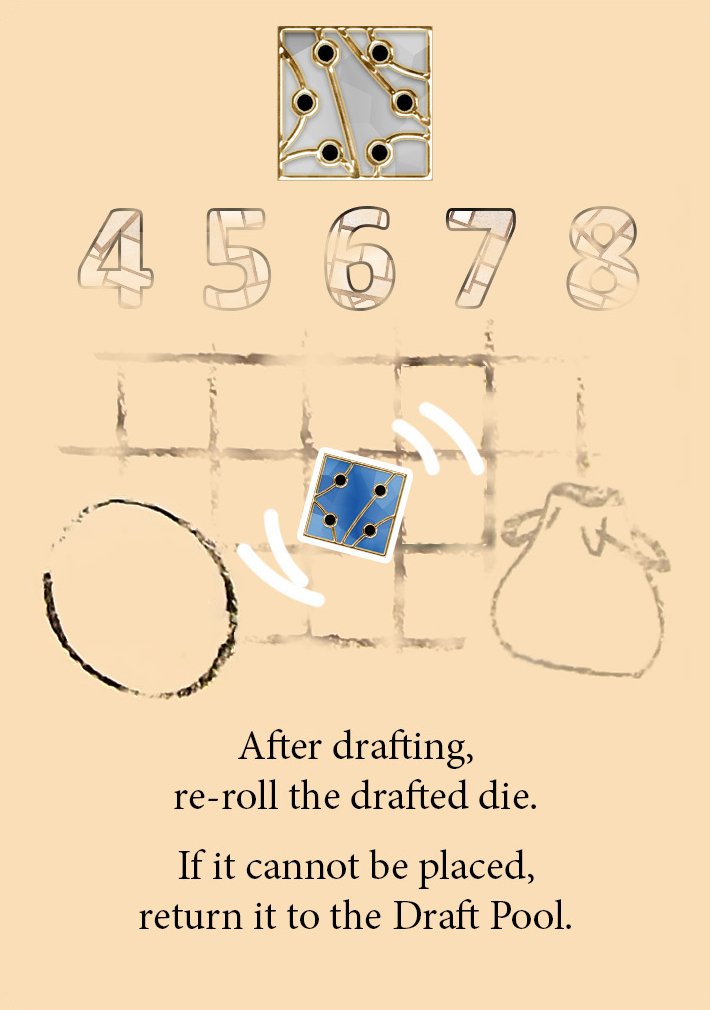 4 5 6 7 8
After drafting,
re-roll the drafted die.
If it cannot be placed,
return it to the Draft Pool.